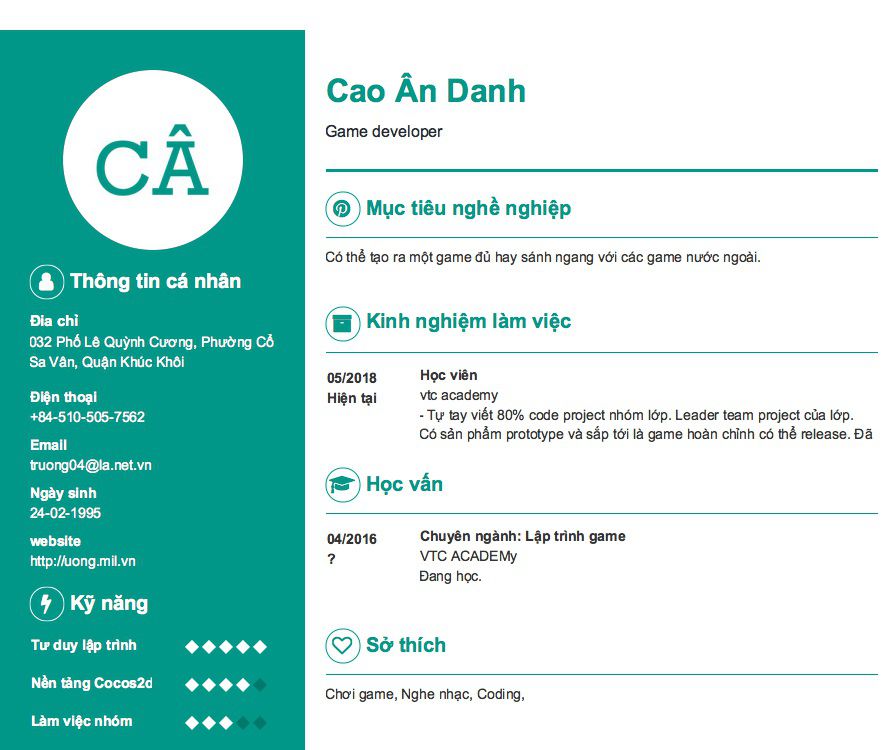 CÂ
Thông tin cá nhân
Địa chỉ
032 Phố Lê Quỳnh Cương, Phường Cổ
Sa Vân, Quận Khúc Khôi
Điện thoại
+84-510-505-7562
Email
truong04@la.net.vn
Ngày sinh
24-02-1995
website
http://uong.mil.vn
Kỹ năng
Tư duy lập trình
Nền tảng Cocos2d
Làm việc nhóm
Cao Ân Danh
Game developer
Mục tiêu nghề nghiệp
Có thể tạo ra một game đủ hay sánh ngang với các game nước ngoài.
Kinh nghiệm làm việc
05/2018
Hiện tại
Học viên
vtc academy
- Tự tay viết 80% code project nhóm lớp. Leader team project của lớp.
Có sản phẩm prototype và sắp tới là game hoàn chỉnh có thể release. Đã
Học vấn
04/2016
?
Chuyên ngành: Lập trình game
VTC ACADEMy
Đang học.
Sở thích
Chơi game, Nghe nhạc, Coding,